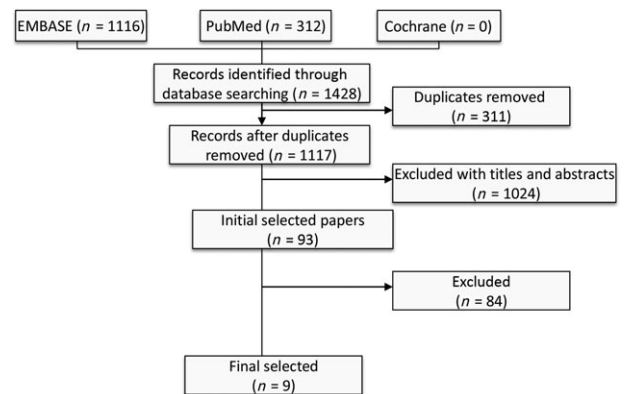 EMBASE (n = 1116)
PubMed (n = 312)
Cochrane (n = 0)
Records identified through
database searching (n = 1428)
Duplicates removed
(n = 311)
Records after duplicates
removed (n = 1117)
Excluded with titles and abstracts
(n = 1024)
Initial selected papers
(n = 93)
Excluded
(n = 84)
Final selected
(n = 9)